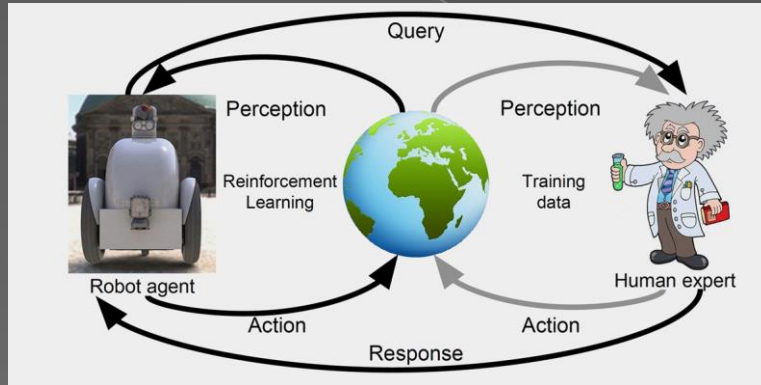 Query
Perception
Perception
Reinforcement
Learning
Training
data
Robot agent
Human expert
Action
Action
Response